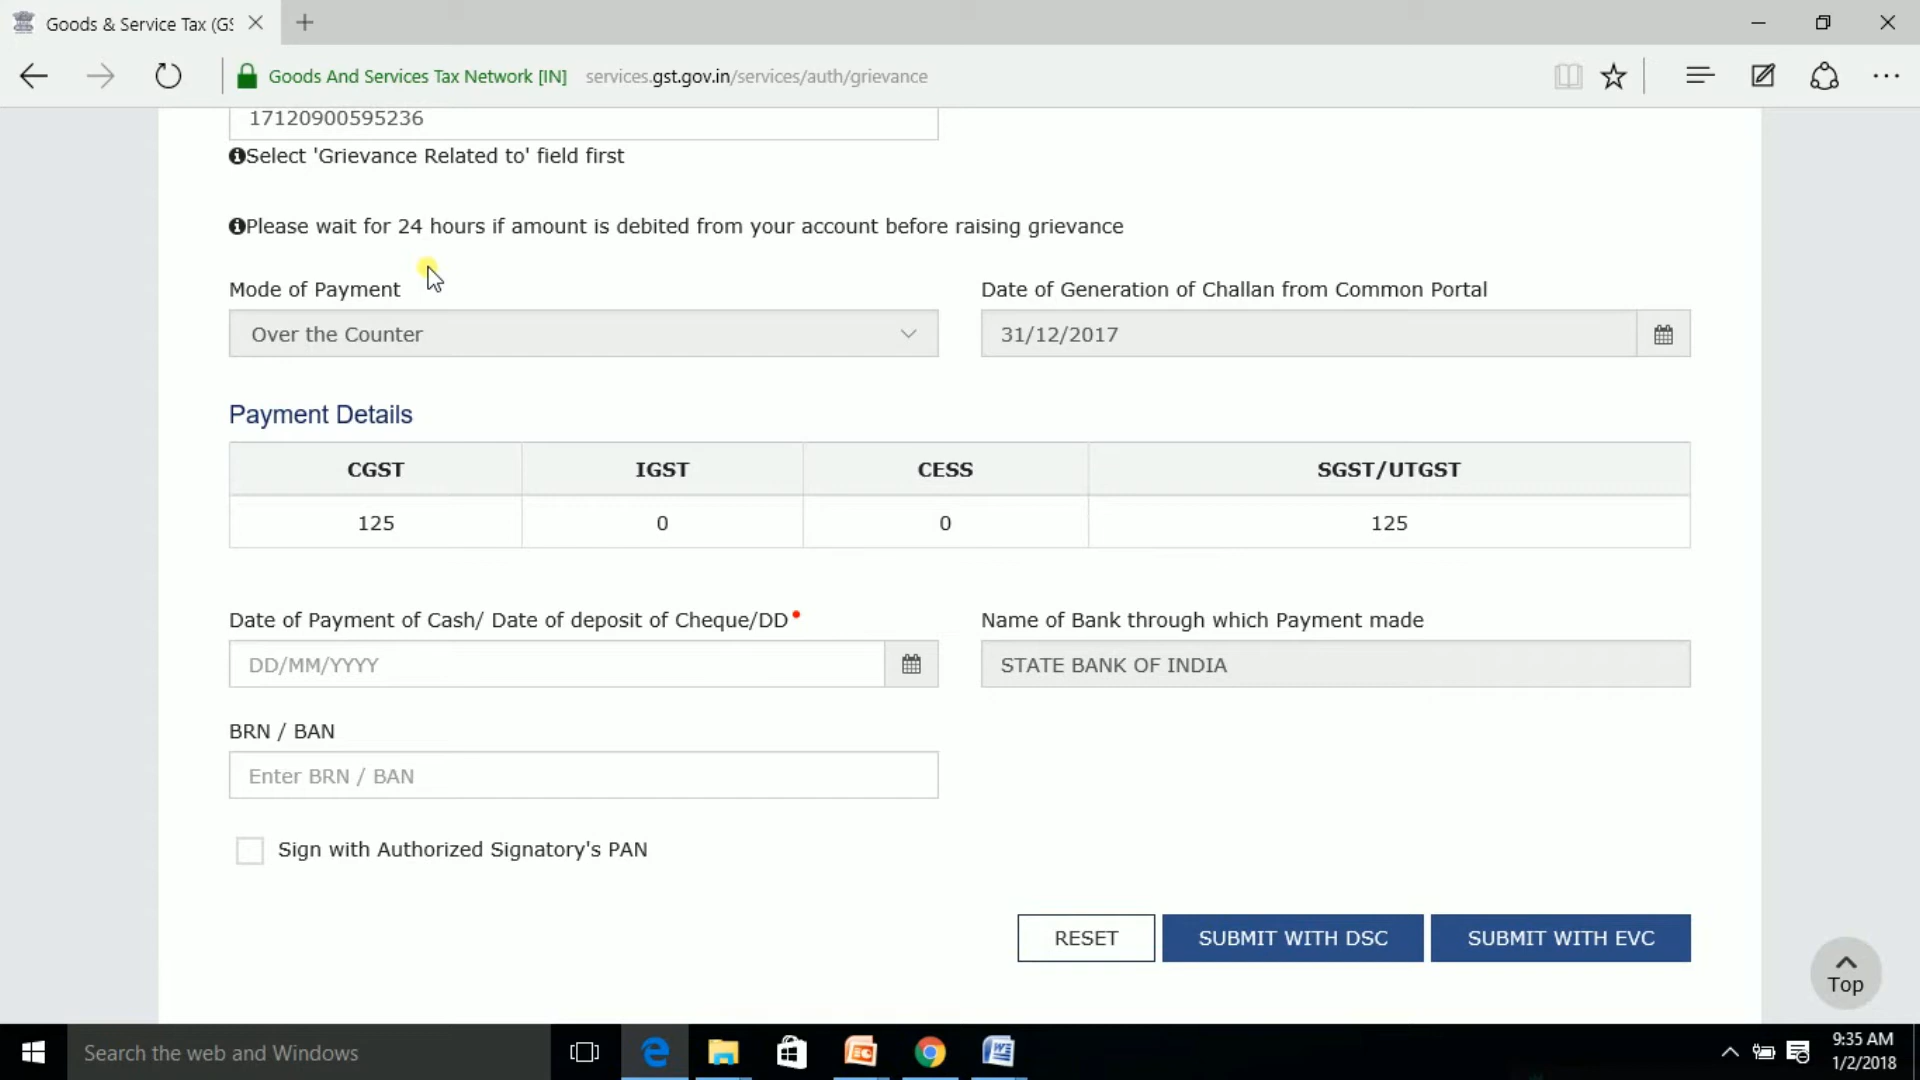 Goods & Service Tax (GS
Goods And Services Tax Network [IN] services.gst.gov.in/services/auth/grievance
17120900595236
Select 'Grievance Related to' field first
Please wait for 24 hours if amount is debited from your account before raising grievance
Mode of Payment
Date of Generation of Challan from Common Portal
Over the Counter
31/12/2017
Payment Details
CGST IGST CESS SGST/UTGST
125 0 0 125
Date of Payment of Cash/ Date of deposit of Cheque/DD
Name of Bank through which Payment made
DD/MM/YYYY
STATE BANK OF INDIA
BRN / BAN
Enter BRN / BAN
Sign with Authorized Signatory's PAN
RESET SUBMIT WITH DSC SUBMIT WITH EVC
Top
Search the web and Windows
9:35 AM
1/2/2018